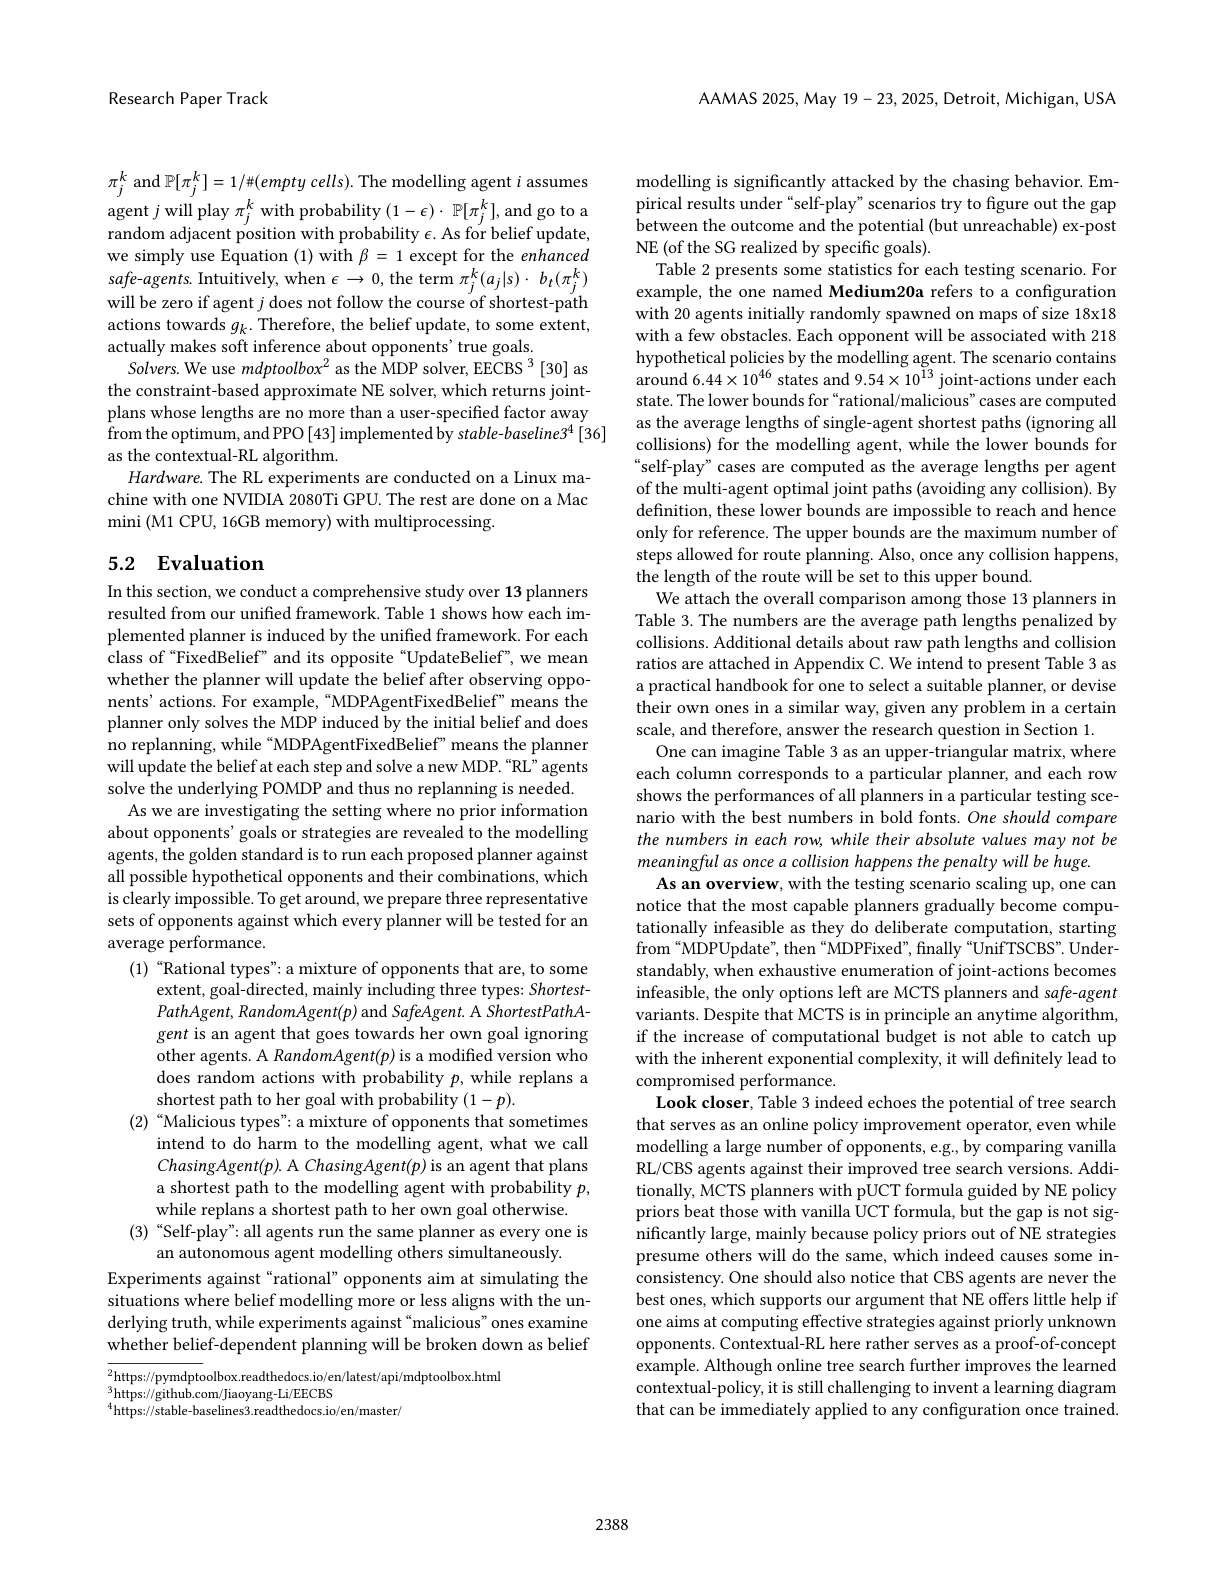 Research Paper Track
AAMAS 2025, May 19 – 23, 2025, Detroit, Michigan, USA
π_j^k and ℙ[π_j^k] = 1/#(empty cells). The modelling agent i assumes
agent j will play π_j^k with probability (1 − ϵ) · ℙ[π_j^k], and go to a
random adjacent position with probability ϵ. As for belief update,
we simply use Equation (1) with β = 1 except for the enhanced
safe-agents. Intuitively, when ϵ → 0, the term π_j^k(a_j|s) · b_t(π_j^k)
will be zero if agent j does not follow the course of shortest-path
actions towards g_k. Therefore, the belief update, to some extent,
actually makes soft inference about opponents' true goals.
Solvers. We use mdptoolbox² as the MDP solver, EECBS ³ [30] as
the constraint-based approximate NE solver, which returns joint-
plans whose lengths are no more than a user-specified factor away
from the optimum, and PPO [43] implemented by stable-baseline3⁴ [36]
as the contextual-RL algorithm.
Hardware. The RL experiments are conducted on a Linux ma-
chine with one NVIDIA 2080Ti GPU. The rest are done on a Mac
mini (M1 CPU, 16GB memory) with multiprocessing.
5.2 Evaluation
In this section, we conduct a comprehensive study over 13 planners
resulted from our unified framework. Table 1 shows how each im-
plemented planner is induced by the unified framework. For each
class of “FixedBelief” and its opposite “UpdateBelief”, we mean
whether the planner will update the belief after observing oppo-
nents' actions. For example, “MDPAgentFixedBelief” means the
planner only solves the MDP induced by the initial belief and does
no replanning, while “MDPAgentFixedBelief” means the planner
will update the belief at each step and solve a new MDP. “RL” agents
solve the underlying POMDP and thus no replanning is needed.
As we are investigating the setting where no prior information
about opponents' goals or strategies are revealed to the modelling
agents, the golden standard is to run each proposed planner against
all possible hypothetical opponents and their combinations, which
is clearly impossible. To get around, we prepare three representative
sets of opponents against which every planner will be tested for an
average performance.
(1) “Rational types”: a mixture of opponents that are, to some
extent, goal-directed, mainly including three types: Shortest-
PathAgent, RandomAgent(p) and SafeAgent. A ShortestPathA-
gent is an agent that goes towards her own goal ignoring
other agents. A RandomAgent(p) is a modified version who
does random actions with probability p, while replans a
shortest path to her goal with probability (1 − p).
(2) “Malicious types”: a mixture of opponents that sometimes
intend to do harm to the modelling agent, what we call
ChasingAgent(p). A ChasingAgent(p) is an agent that plans
a shortest path to the modelling agent with probability p,
while replans a shortest path to her own goal otherwise.
(3) “Self-play”: all agents run the same planner as every one is
an autonomous agent modelling others simultaneously.
Experiments against “rational” opponents aim at simulating the
situations where belief modelling more or less aligns with the un-
derlying truth, while experiments against “malicious” ones examine
whether belief-dependent planning will be broken down as belief
²https://pymdptoolbox.readthedocs.io/en/latest/api/mdptoolbox.html
³https://github.com/Jiaoyang-Li/EECBS
⁴https://stable-baselines3.readthedocs.io/en/master/
modelling is significantly attacked by the chasing behavior. Em-
pirical results under “self-play” scenarios try to figure out the gap
between the outcome and the potential (but unreachable) ex-post
NE (of the SG realized by specific goals).
Table 2 presents some statistics for each testing scenario. For
example, the one named Medium20a refers to a configuration
with 20 agents initially randomly spawned on maps of size 18x18
with a few obstacles. Each opponent will be associated with 218
hypothetical policies by the modelling agent. The scenario contains
around 6.44 × 10⁴⁶ states and 9.54 × 10¹³ joint-actions under each
state. The lower bounds for “rational/malicious” cases are computed
as the average lengths of single-agent shortest paths (ignoring all
collisions) for the modelling agent, while the lower bounds for
“self-play” cases are computed as the average lengths per agent
of the multi-agent optimal joint paths (avoiding any collision). By
definition, these lower bounds are impossible to reach and hence
only for reference. The upper bounds are the maximum number of
steps allowed for route planning. Also, once any collision happens,
the length of the route will be set to this upper bound.
We attach the overall comparison among those 13 planners in
Table 3. The numbers are the average path lengths penalized by
collisions. Additional details about raw path lengths and collision
ratios are attached in Appendix C. We intend to present Table 3 as
a practical handbook for one to select a suitable planner, or devise
their own ones in a similar way, given any problem in a certain
scale, and therefore, answer the research question in Section 1.
One can imagine Table 3 as an upper-triangular matrix, where
each column corresponds to a particular planner, and each row
shows the performances of all planners in a particular testing sce-
nario with the best numbers in bold fonts. One should compare
the numbers in each row, while their absolute values may not be
meaningful as once a collision happens the penalty will be huge.
As an overview, with the testing scenario scaling up, one can
notice that the most capable planners gradually become compu-
tationally infeasible as they do deliberate computation, starting
from “MDPUpdate”, then “MDPFixed”, finally “UnifTSCBS”. Under-
standably, when exhaustive enumeration of joint-actions becomes
infeasible, the only options left are MCTS planners and safe-agent
variants. Despite that MCTS is in principle an anytime algorithm,
if the increase of computational budget is not able to catch up
with the inherent exponential complexity, it will definitely lead to
compromised performance.
Look closer, Table 3 indeed echoes the potential of tree search
that serves as an online policy improvement operator, even while
modelling a large number of opponents, e.g., by comparing vanilla
RL/CBS agents against their improved tree search versions. Addi-
tionally, MCTS planners with pUCT formula guided by NE policy
priors beat those with vanilla UCT formula, but the gap is not sig-
nificantly large, mainly because policy priors out of NE strategies
presume others will do the same, which indeed causes some in-
consistency. One should also notice that CBS agents are never the
best ones, which supports our argument that NE offers little help if
one aims at computing effective strategies against priorly unknown
opponents. Contextual-RL here rather serves as a proof-of-concept
example. Although online tree search further improves the learned
contextual-policy, it is still challenging to invent a learning diagram
that can be immediately applied to any configuration once trained.
2388